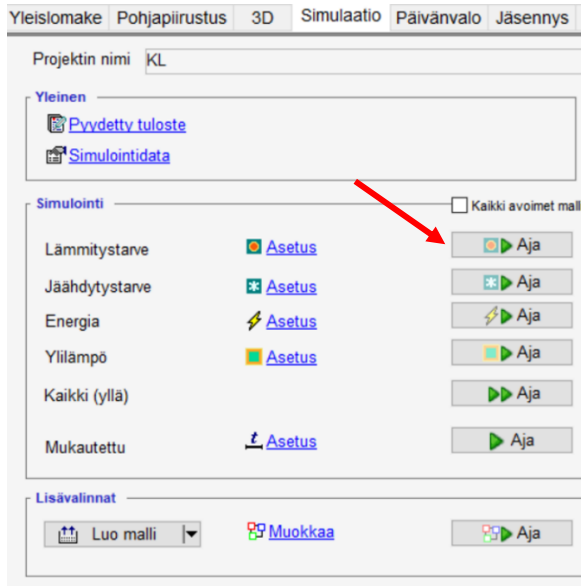 Yleislomake Pohjapiirustus 3D Simulaatio Päivänvalo Jäsennys
Projektin nimi KL
Yleinen
Pyydetty tuloste
Simulointidata
Simulointi Kaikki avoimet mall
Lämmitystarve Asetus Aja
Jäähdytystarve Asetus Aja
Energia Asetus Aja
Ylilämpö Asetus Aja
Kaikki (yllä) Aja
Mukautettu t Asetus Aja
Lisävalinnat
Luo malli Muokkaa Aja